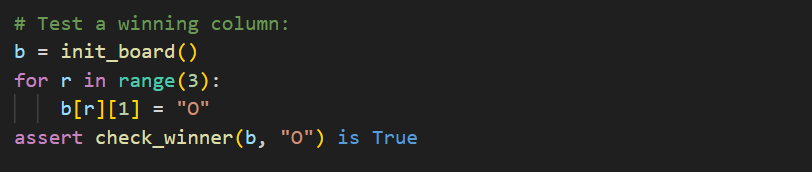 # Test a winning column:
b = init_board()
for r in range(3):
    b[r][1] = "O"
assert check_winner(b, "O") is True